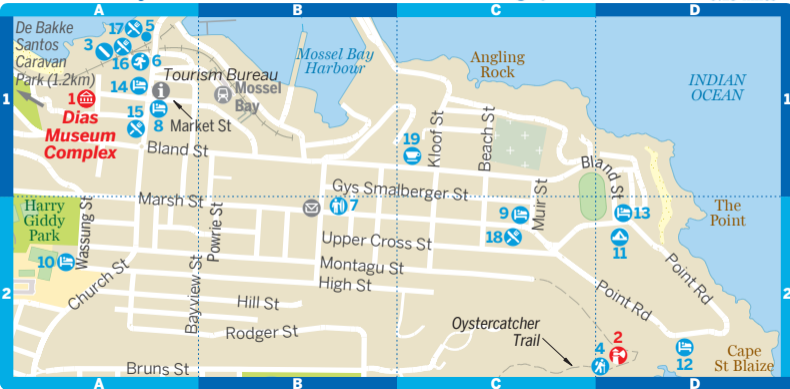 A
B
C
D
De Bakke
Santos
Caravan
Park (1.2km)
17
5
3
16
6
14
Tourism Bureau
1
Dias
Museum
Complex
15
8
Market St
Mossel
Bay
Mossel Bay
Harbour
Angling
Rock
INDIAN
OCEAN
1
1
19
Kloof St
Beach St
Bland St
Bland St
Gys Smalberger St
Muir St
Harry
Giddy
Park
Wassung St
Marsh St
Powrie St
7
9
13
The
Point
18
11
Upper Cross St
10
Church St
Bayview St
Montagu St
High St
Point Rd
Point Rd
2
2
Hill St
Rodger St
Oystercatcher
Trail
4
2
12
Cape
St Blaize
Bruns St
A
B
C
D